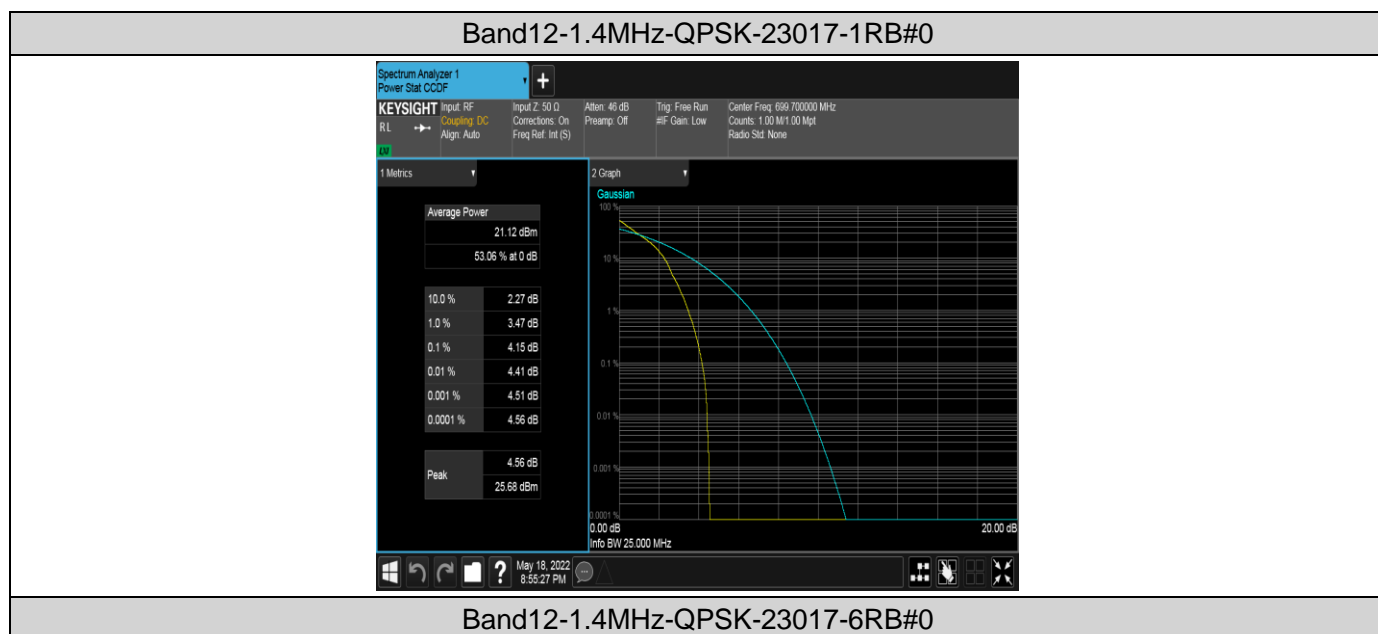 Band12-1.4MHz-QPSK-23017-1RB#0
Spectrum Analyzer 1
Power Stat CCDF
KEYSIGHT
RL
LXI
Input: RF
Coupling: DC
Align: Auto
Input Z: 50 Ω
Corrections: On
Freq Ref: Int (S)
Atten: 46 dB
Preamp: Off
Trig: Free Run
#IF Gain: Low
Center Freq: 699.700000 MHz
Counts: 1.00 M/1.00 Mpt
Radio Std: None
1 Metrics
Average Power
21.12 dBm
53.06 % at 0 dB
10.0 % 2.27 dB
1.0 % 3.47 dB
0.1 % 4.15 dB
0.01 % 4.41 dB
0.001 % 4.51 dB
0.0001 % 4.56 dB
Peak
4.56 dB
25.68 dBm
2 Graph
Gaussian
100 %
10 %
1 %
0.1 %
0.01 %
0.001 %
0.0001 %
0.00 dB 20.00 dB
Info BW 25.000 MHz
? May 18, 2022
8:55:27 PM
Band12-1.4MHz-QPSK-23017-6RB#0